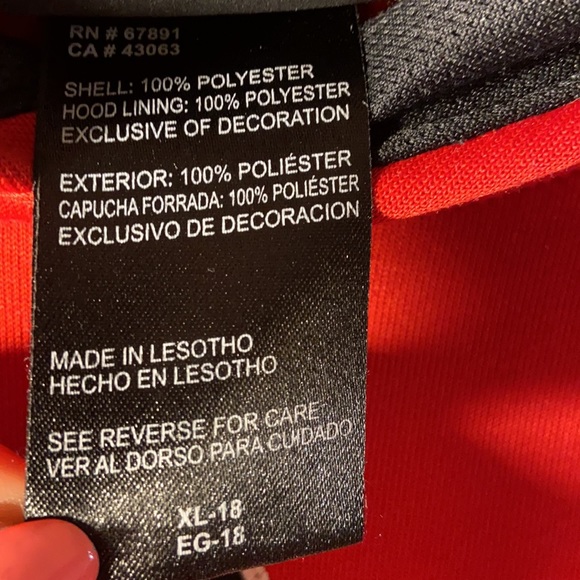 RN # 67891
CA # 43063
SHELL: 100% POLYESTER
HOOD LINING: 100% POLYESTER
EXCLUSIVE OF DECORATION
EXTERIOR: 100% POLIÉSTER
CAPUCHA FORRADA: 100% POLIÉSTER
EXCLUSIVO DE DECORACION
MADE IN LESOTHO
HECHO EN LESOTHO
SEE REVERSE FOR CARE
VER AL DORSO PARA CUIDADO
XL-18
EG-18